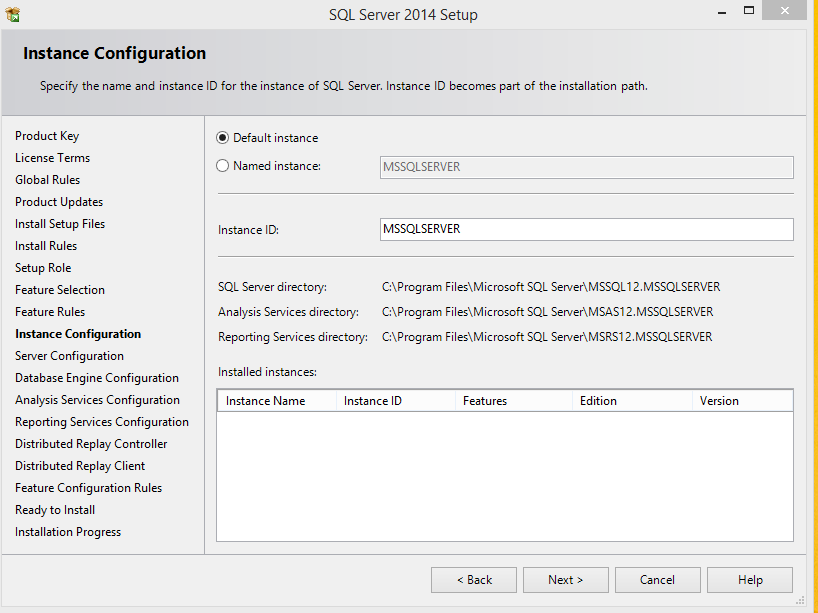 SQL Server 2014 Setup
Instance Configuration
Specify the name and instance ID for the instance of SQL Server. Instance ID becomes part of the installation path.
Product Key
License Terms
Global Rules
Product Updates
Install Setup Files
Install Rules
Setup Role
Feature Selection
Feature Rules
Instance Configuration
Server Configuration
Database Engine Configuration
Analysis Services Configuration
Reporting Services Configuration
Distributed Replay Controller
Distributed Replay Client
Feature Configuration Rules
Ready to Install
Installation Progress
Default instance
Named instance: MSSQLSERVER
Instance ID: MSSQLSERVER
SQL Server directory: C:\Program Files\Microsoft SQL Server\MSSQL12.MSSQLSERVER
Analysis Services directory: C:\Program Files\Microsoft SQL Server\MSAS12.MSSQLSERVER
Reporting Services directory: C:\Program Files\Microsoft SQL Server\MSRS12.MSSQLSERVER
Installed instances:
Instance Name Instance ID Features Edition Version
< Back Next > Cancel Help